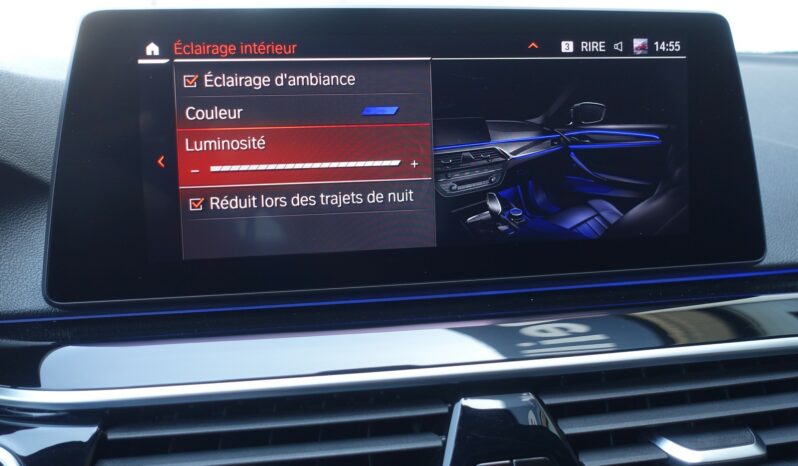 Éclairage intérieur
3 RIRE 14:55
Éclairage d'ambiance
Couleur
Luminosité
- +
Réduit lors des trajets de nuit